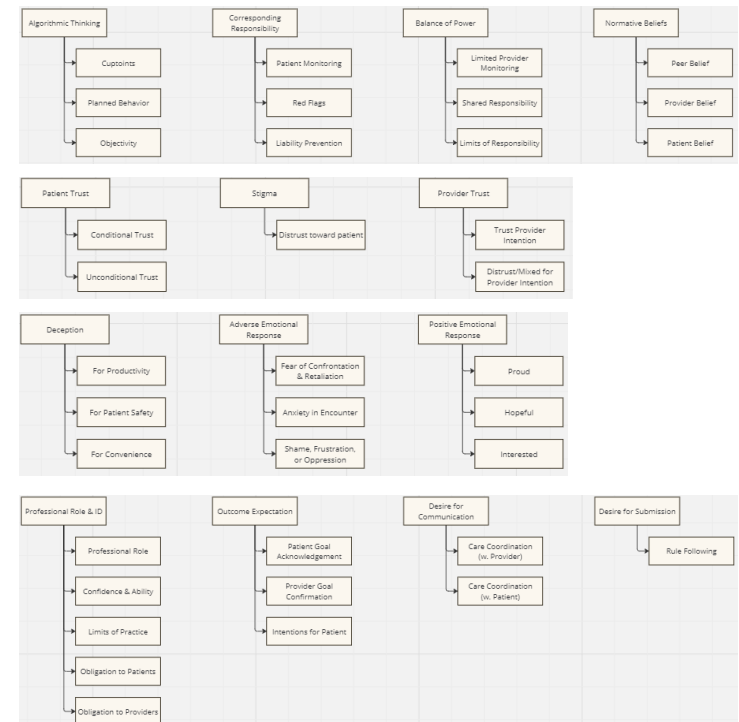 Algorithmic Thinking
Corresponding
Responsibility
Balance of Power
Normative Beliefs
Cuptoints
Patient Monitoring
Limited Provider
Monitoring
Peer Belief
Planned Behavior
Red Flags
Shared Responsibility
Provider Belief
Objectivity
Liability Prevention
Limits of Responsibility
Patient Belief
Patient Trust
Stigma
Provider Trust
Conditional Trust
Distrust toward patient
Trust Provider
Intention
Unconditional Trust
Distrust/Mixed for
Provider Intention
Deception
Adverse Emotional
Response
Positive Emotional
Response
For Productivity
Fear of Confrontation
& Retaliation
Proud
For Patient Safety
Anxiety in Encounter
Hopeful
For Convenience
Shame, Frustration,
or Oppression
Interested
Professional Role & ID
Outcome Expectation
Desire for
Communication
Desire for Submission
Professional Role
Patient Goal
Acknowledgement
Care Coordination
(w. Provider)
Rule Following
Confidence & Ability
Provider Goal
Confirmation
Care Coordination
(w. Patient)
Limits of Practice
Intentions for Patient
Obligation to Patients
Obligation to Providers